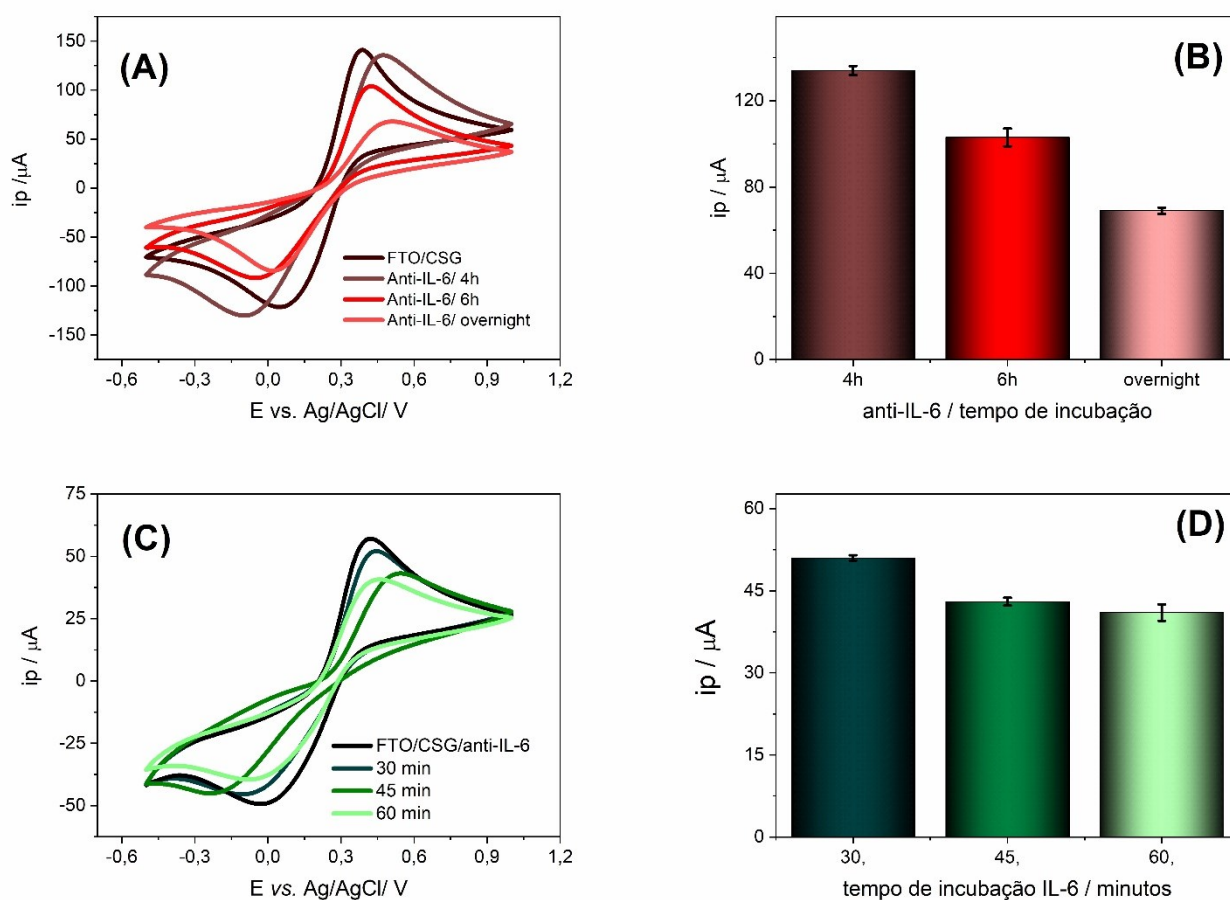 (A)
150
100
50
0
-50
-100
-150
ip /μA
FTO/CSG
Anti-IL-6/ 4h
Anti-IL-6/ 6h
Anti-IL-6/ overnight
-0,6 -0,3 0,0 0,3 0,6 0,9 1,2
E vs. Ag/AgCl/ V
(B)
120
80
40
0
ip / μA
4h 6h overnight
anti-IL-6 / tempo de incubação
(C)
75
50
25
0
-25
-50
ip / μA
FTO/CSG/anti-IL-6
30 min
45 min
60 min
-0,6 -0,3 0,0 0,3 0,6 0,9 1,2
E vs. Ag/AgCl/ V
(D)
60
45
30
15
0
ip / μA
30, 45, 60,
tempo de incubação IL-6 / minutos